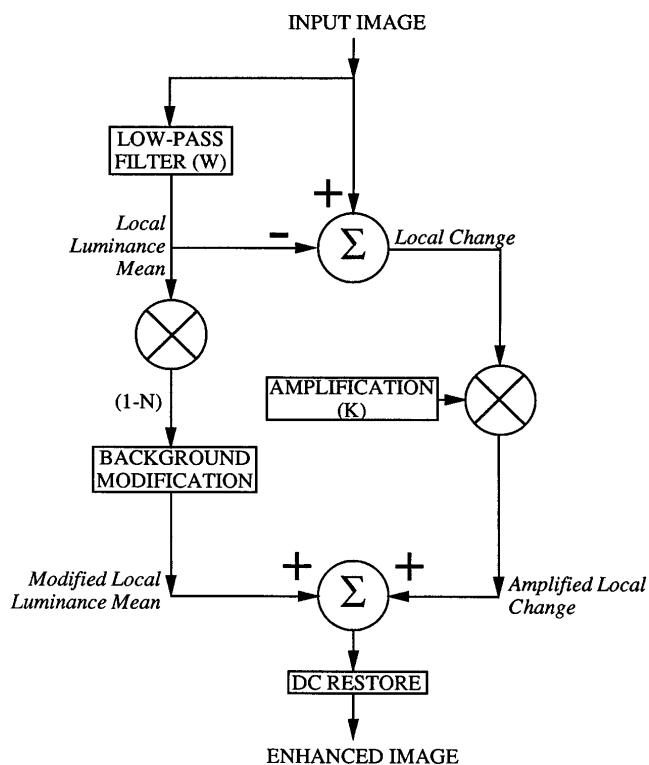 INPUT IMAGE
LOW-PASS
FILTER (W)
+
Local
Luminance
Mean
-
Σ
Local Change
(1-N)
AMPLIFICATION
(K)
BACKGROUND
MODIFICATION
Modified Local
Luminance Mean
+
Σ
+
Amplified Local
Change
DC RESTORE
ENHANCED IMAGE